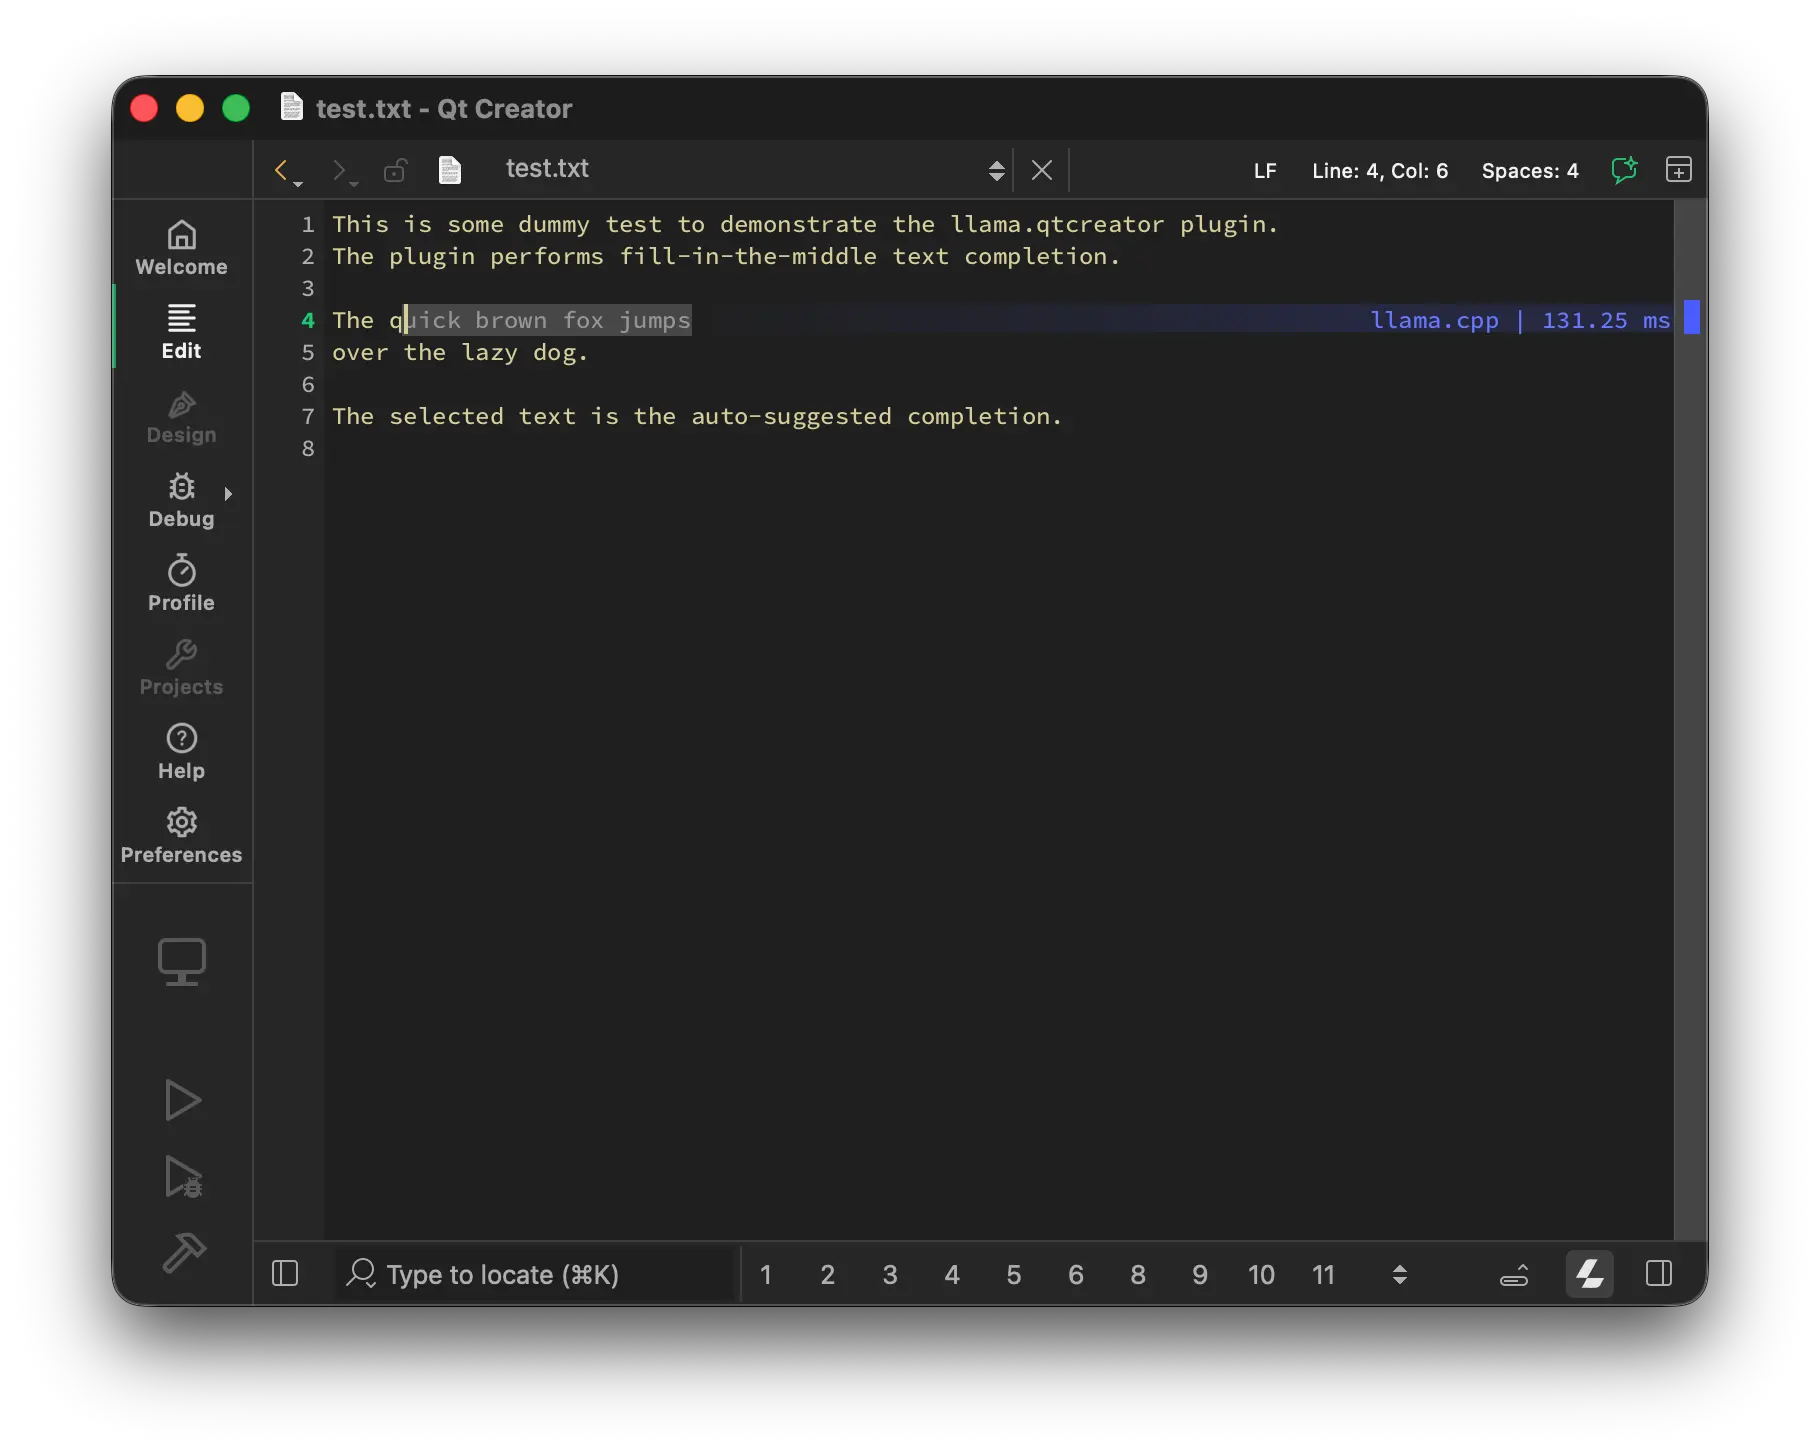 test.txt - Qt Creator
test.txt
LF Line: 4, Col: 6 Spaces: 4
Welcome
Edit
Design
Debug
Profile
Projects
Help
Preferences
1 This is some dummy test to demonstrate the llama.qtcreator plugin.
2 The plugin performs fill-in-the-middle text completion.
3
4 The quick brown fox jumps llama.cpp | 131.25 ms
5 over the lazy dog.
6
7 The selected text is the auto-suggested completion.
8
Type to locate (⌘K) 1 2 3 4 5 6 8 9 10 11